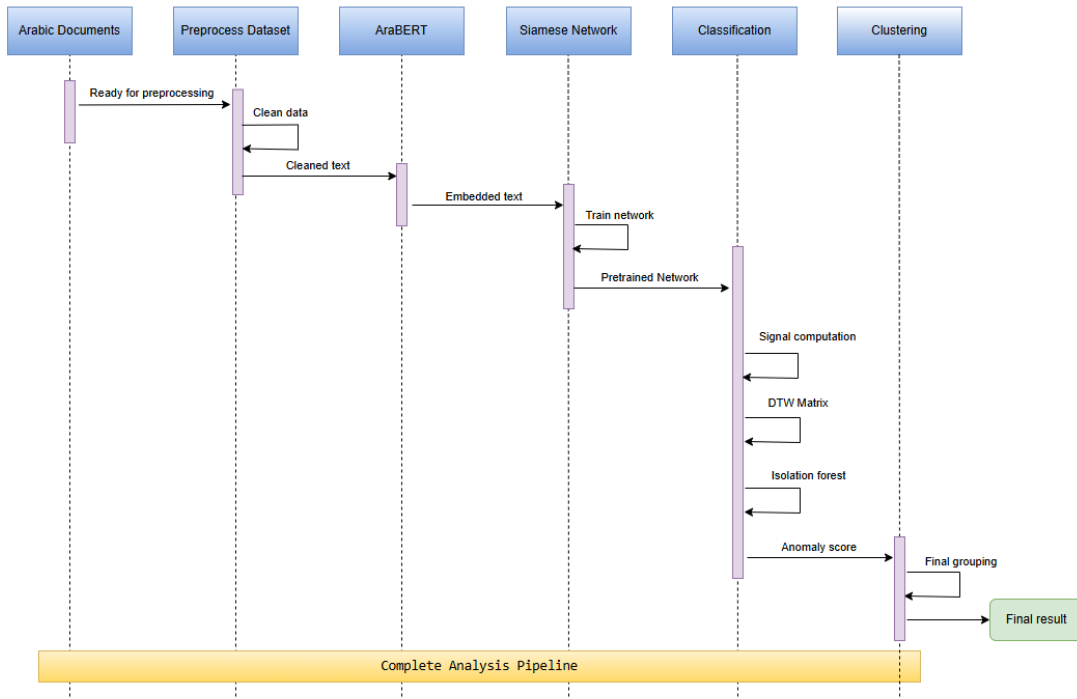 Arabic Documents
Preprocess Dataset
AraBERT
Siamese Network
Classification
Clustering
Ready for preprocessing
Clean data
Cleaned text
Embedded text
Train network
Pretrained Network
Signal computation
DTW Matrix
Isolation forest
Anomaly score
Final grouping
Final result
Complete Analysis Pipeline